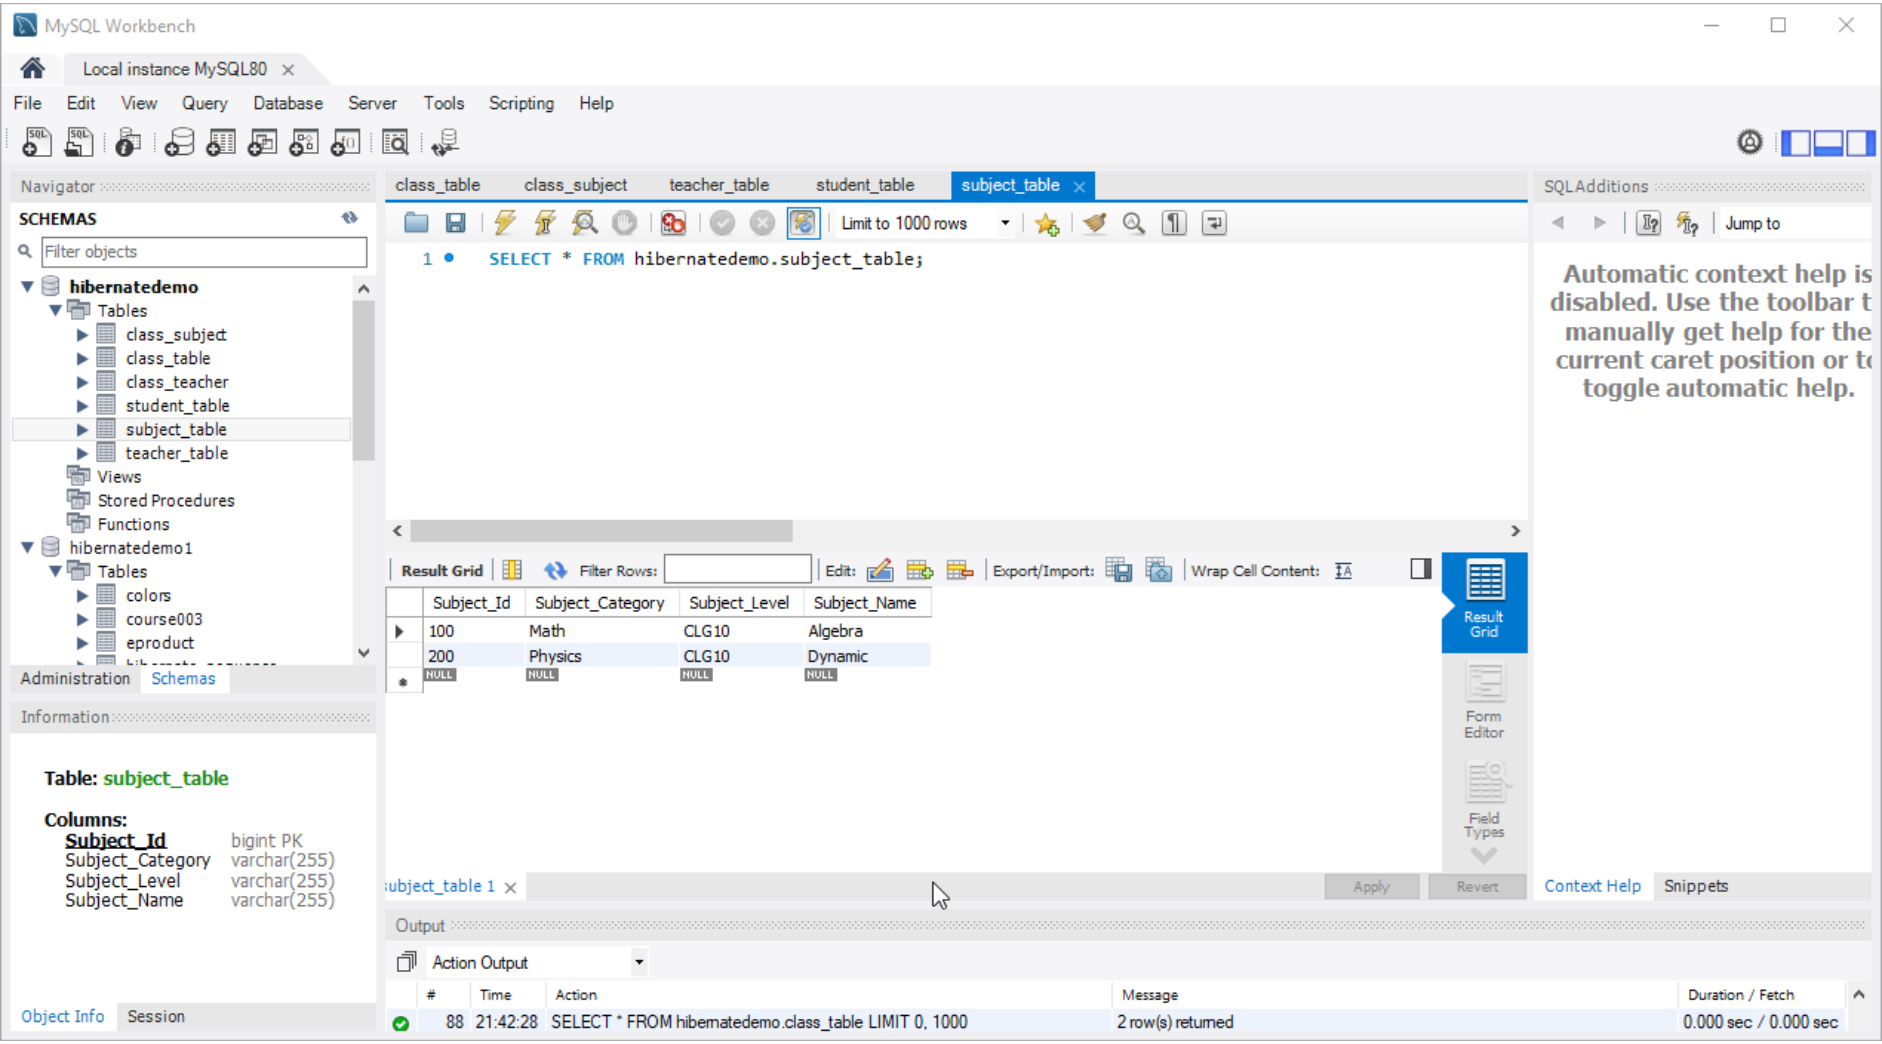 MySQL Workbench
Local instance MySQL80
File Edit View Query Database Server Tools Scripting Help
Navigator
SCHEMAS
Filter objects
hibernatedemo
Tables
class_subject
class_table
class_teacher
student_table
subject_table
teacher_table
Views
Stored Procedures
Functions
hibernatedemo1
Tables
colors
course003
eproduct
Administration Schemas
Information
Table: subject_table
Columns:
Subject_Id bigint PK
Subject_Category varchar(255)
Subject_Level varchar(255)
Subject_Name varchar(255)
Object Info Session
class_table class_subject teacher_table student_table subject_table
Limit to 1000 rows
1 SELECT * FROM hibernatedemo.subject_table;
Result Grid Filter Rows: Edit: Export/Import: Wrap Cell Content:
Subject_Id Subject_Category Subject_Level Subject_Name
100 Math CLG10 Algebra
200 Physics CLG10 Dynamic
NULL NULL NULL NULL
Result
Grid
Form
Editor
Field
Types
ubject_table 1 Apply Revert
SQLAdditions
Jump to
Automatic context help is
disabled. Use the toolbar t
manually get help for the
current caret position or to
toggle automatic help.
Context Help Snippets
Output
Action Output
# Time Action Message Duration / Fetch
88 21:42:28 SELECT * FROM hibernatedemo.class_table LIMIT 0, 1000 2 row(s) returned 0.000 sec / 0.000 sec